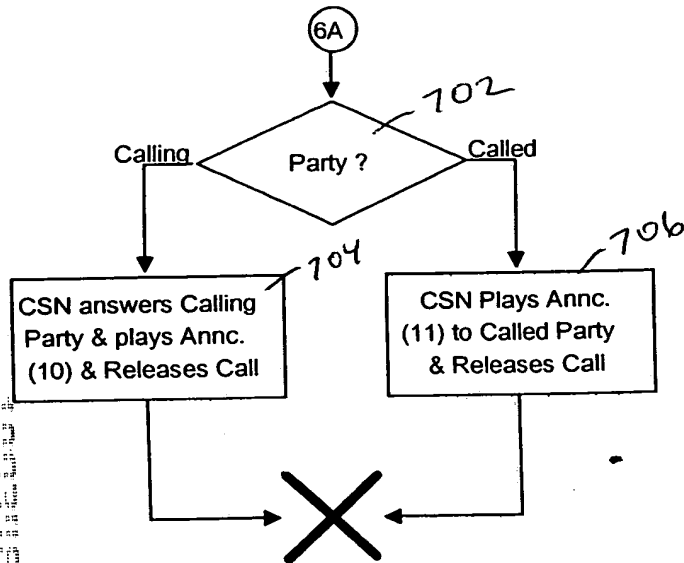 6A
702
Calling
Party ?
Called
704
706
CSN answers Calling
Party & plays Annc.
(10) & Releases Call
CSN Plays Annc.
(11) to Called Party
& Releases Call